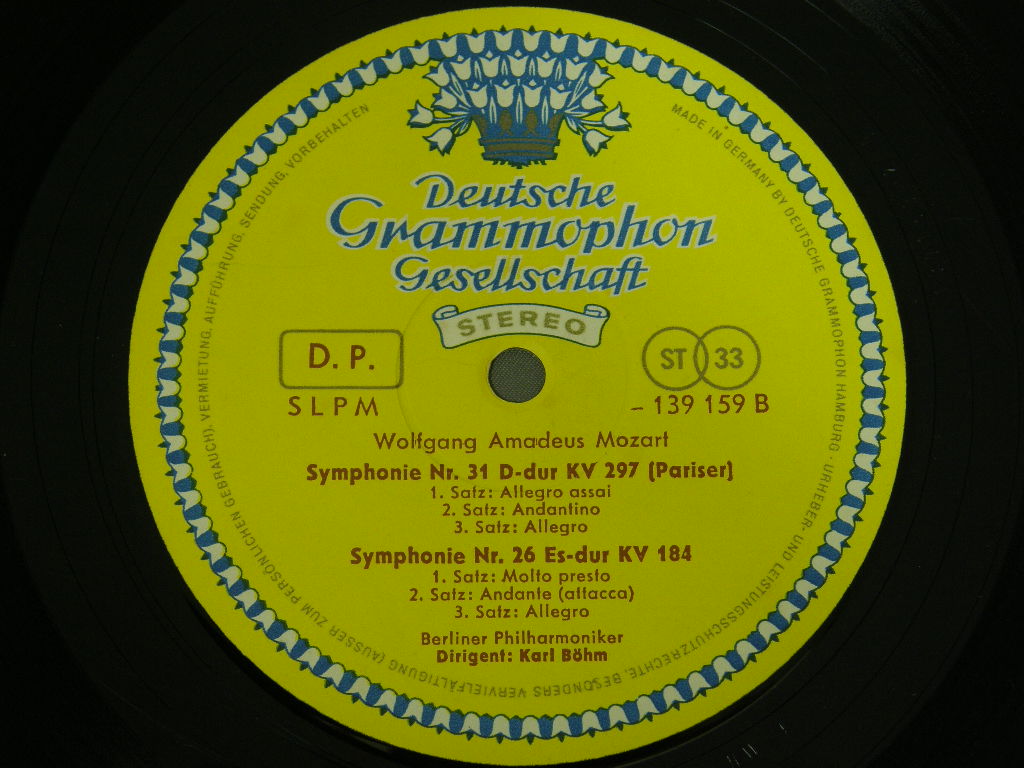 Deutsche
Grammophon
Gesellschaft
STEREO
D. P.
SLPM
ST 33
– 139 159 B
Wolfgang Amadeus Mozart
Symphonie Nr. 31 D-dur KV 297 (Pariser)
1. Satz: Allegro assai
2. Satz: Andantino
3. Satz: Allegro
Symphonie Nr. 26 Es-dur KV 184
1. Satz: Molto presto
2. Satz: Andante (attacca)
3. Satz: Allegro
Berliner Philharmoniker
Dirigent: Karl Böhm
MADE IN GERMANY BY DEUTSCHE GRAMMOPHON HAMBURG · URHEBER- UND LEISTUNGSSCHUTZRECHTE, BESONDERS VERVIELFÄLTIGUNG (AUSSER ZUM PERSÖNLICHEN GEBRAUCH), VERMIETUNG, AUFFÜHRUNG, SENDUNG, VORBEHALTEN